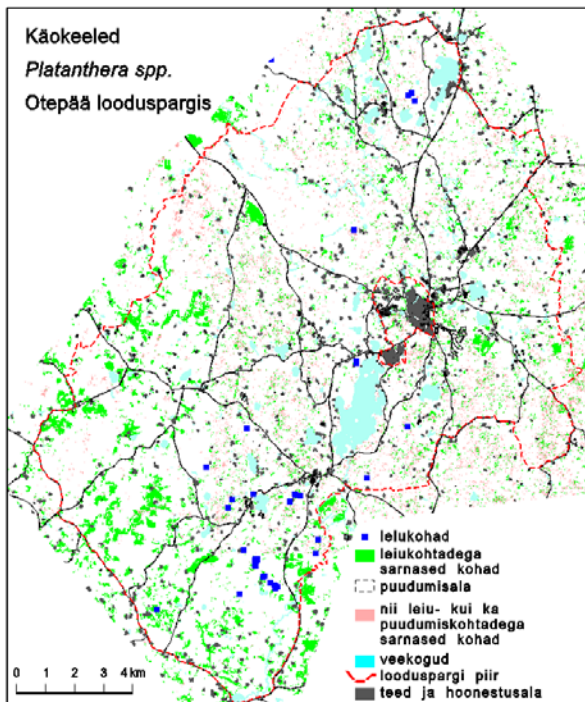 Käokeeled
Platanthera spp.
Otepää looduspargis
leiukohad
leiukohtadega
sarnased kohad
puudumisala
nii leiu- kui ka
puudumiskohtadega
sarnased kohad
veekogud
looduspargi piir
teed ja hoonestusala
0 1 2 3 4 km